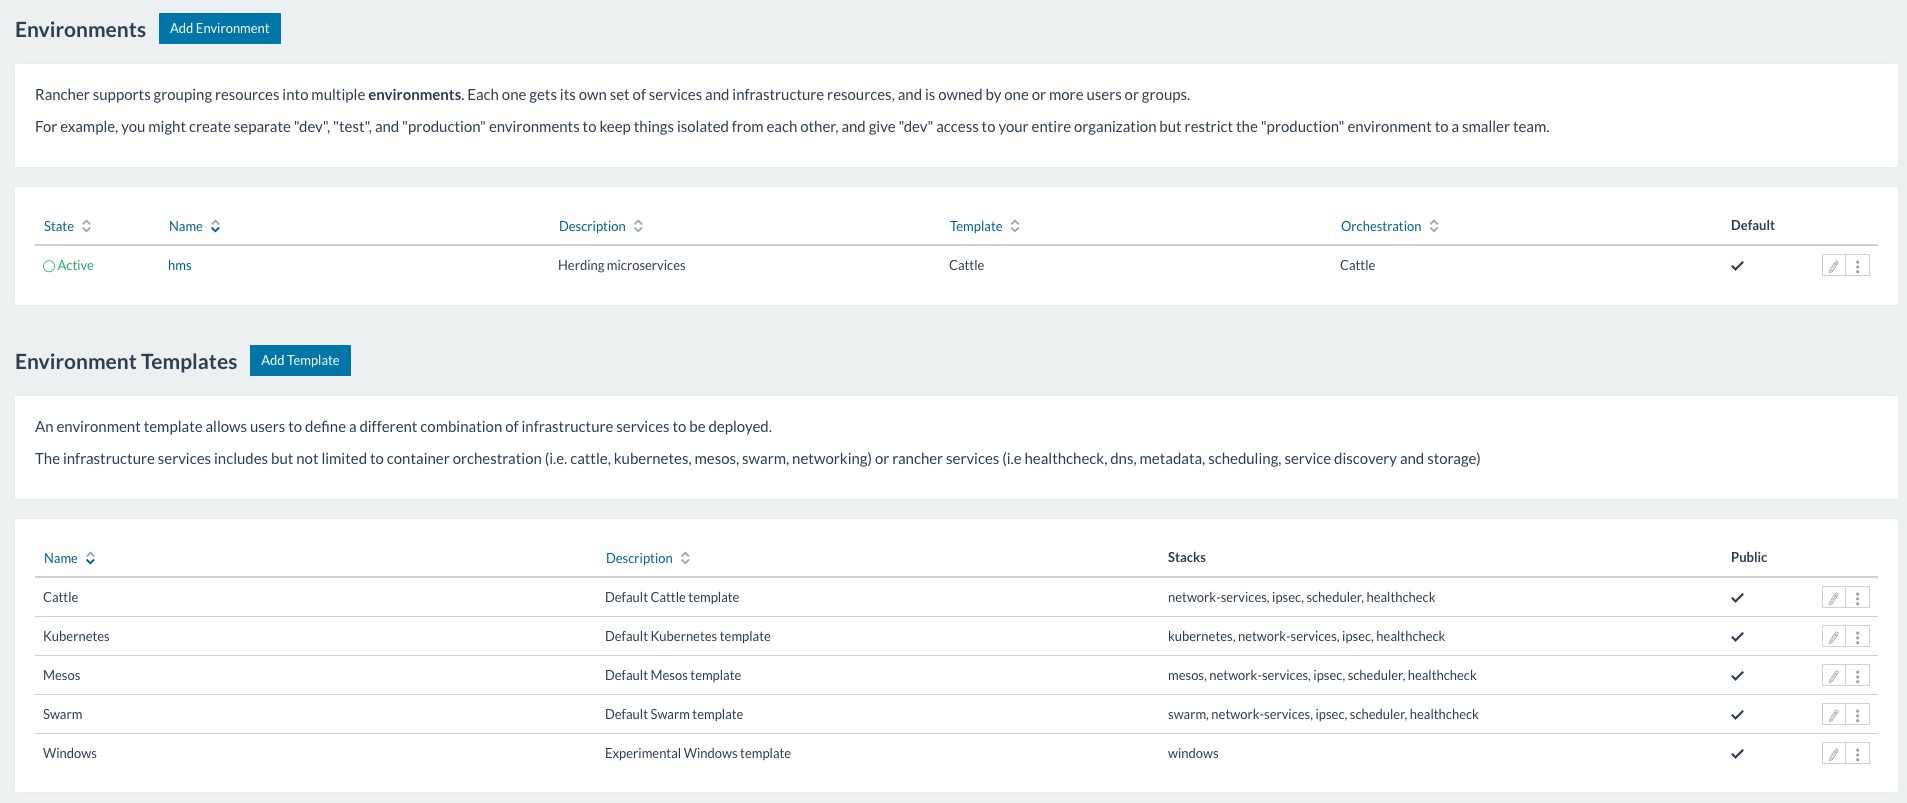 Environments Add Environment
Rancher supports grouping resources into multiple environments. Each one gets its own set of services and infrastructure resources, and is owned by one or more users or groups.
For example, you might create separate "dev", "test", and "production" environments to keep things isolated from each other, and give "dev" access to your entire organization but restrict the "production" environment to a smaller team.
State Name Description Template Orchestration Default
Active hms Herding microservices Cattle Cattle
Environment Templates Add Template
An environment template allows users to define a different combination of infrastructure services to be deployed.
The infrastructure services includes but not limited to container orchestration (i.e. cattle, kubernetes, mesos, swarm, networking) or rancher services (i.e healthcheck, dns, metadata, scheduling, service discovery and storage)
Name Description Stacks Public
Cattle Default Cattle template network-services, ipsec, scheduler, healthcheck
Kubernetes Default Kubernetes template kubernetes, network-services, ipsec, healthcheck
Mesos Default Mesos template mesos, network-services, ipsec, scheduler, healthcheck
Swarm Default Swarm template swarm, network-services, ipsec, scheduler, healthcheck
Windows Experimental Windows template windows